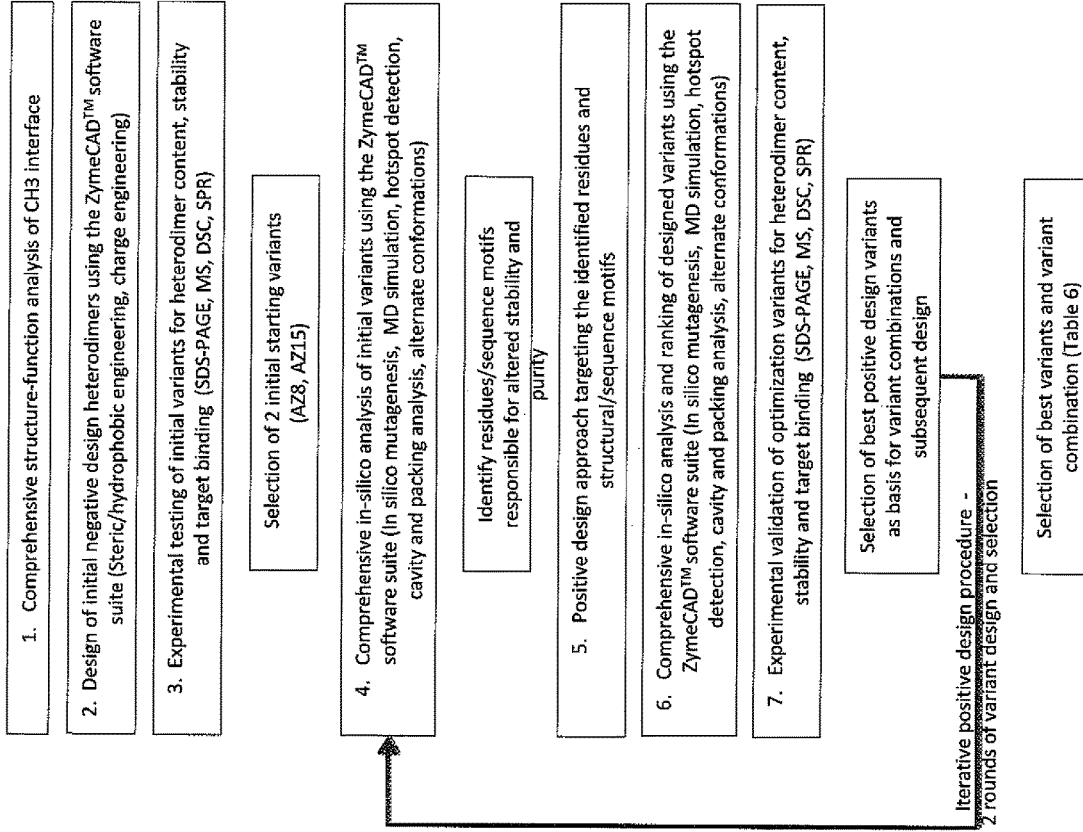 1. Comprehensive structure-function analysis of CH3 interface
2. Design of initial negative design heterodimers using the ZymeCAD™ software
suite (Steric/hydrophobic engineering, charge engineering)
3. Experimental testing of initial variants for heterodimer content, stability
and target binding (SDS-PAGE, MS, DSC, SPR)
Selection of 2 initial starting variants
(AZ8, AZ15)
4. Comprehensive in-silico analysis of initial variants using the ZymeCAD™
software suite (In silico mutagenesis, MD simulation, hotspot detection,
cavity and packing analysis, alternate conformations)
Identify residues/sequence motifs
responsible for altered stability and
purity
5. Positive design approach targeting the identified residues and
structural/sequence motifs
6. Comprehensive in-silico analysis and ranking of designed variants using the
ZymeCAD™ software suite (In silico mutagenesis, MD simulation, hotspot
detection, cavity and packing analysis, alternate conformations)
7. Experimental validation of optimization variants for heterodimer content,
stability and target binding (SDS-PAGE, MS, DSC, SPR)
Selection of best positive design variants
as basis for variant combinations and
subsequent design
Iterative positive design procedure -
2 rounds of variant design and selection
Selection of best variants and variant
combination (Table 6)